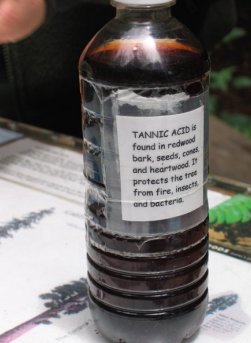 TANNIC ACID is
found in redwood
bark, seeds, cones,
and heartwood. It
protects the tree
from fire, insects,
and bacteria.